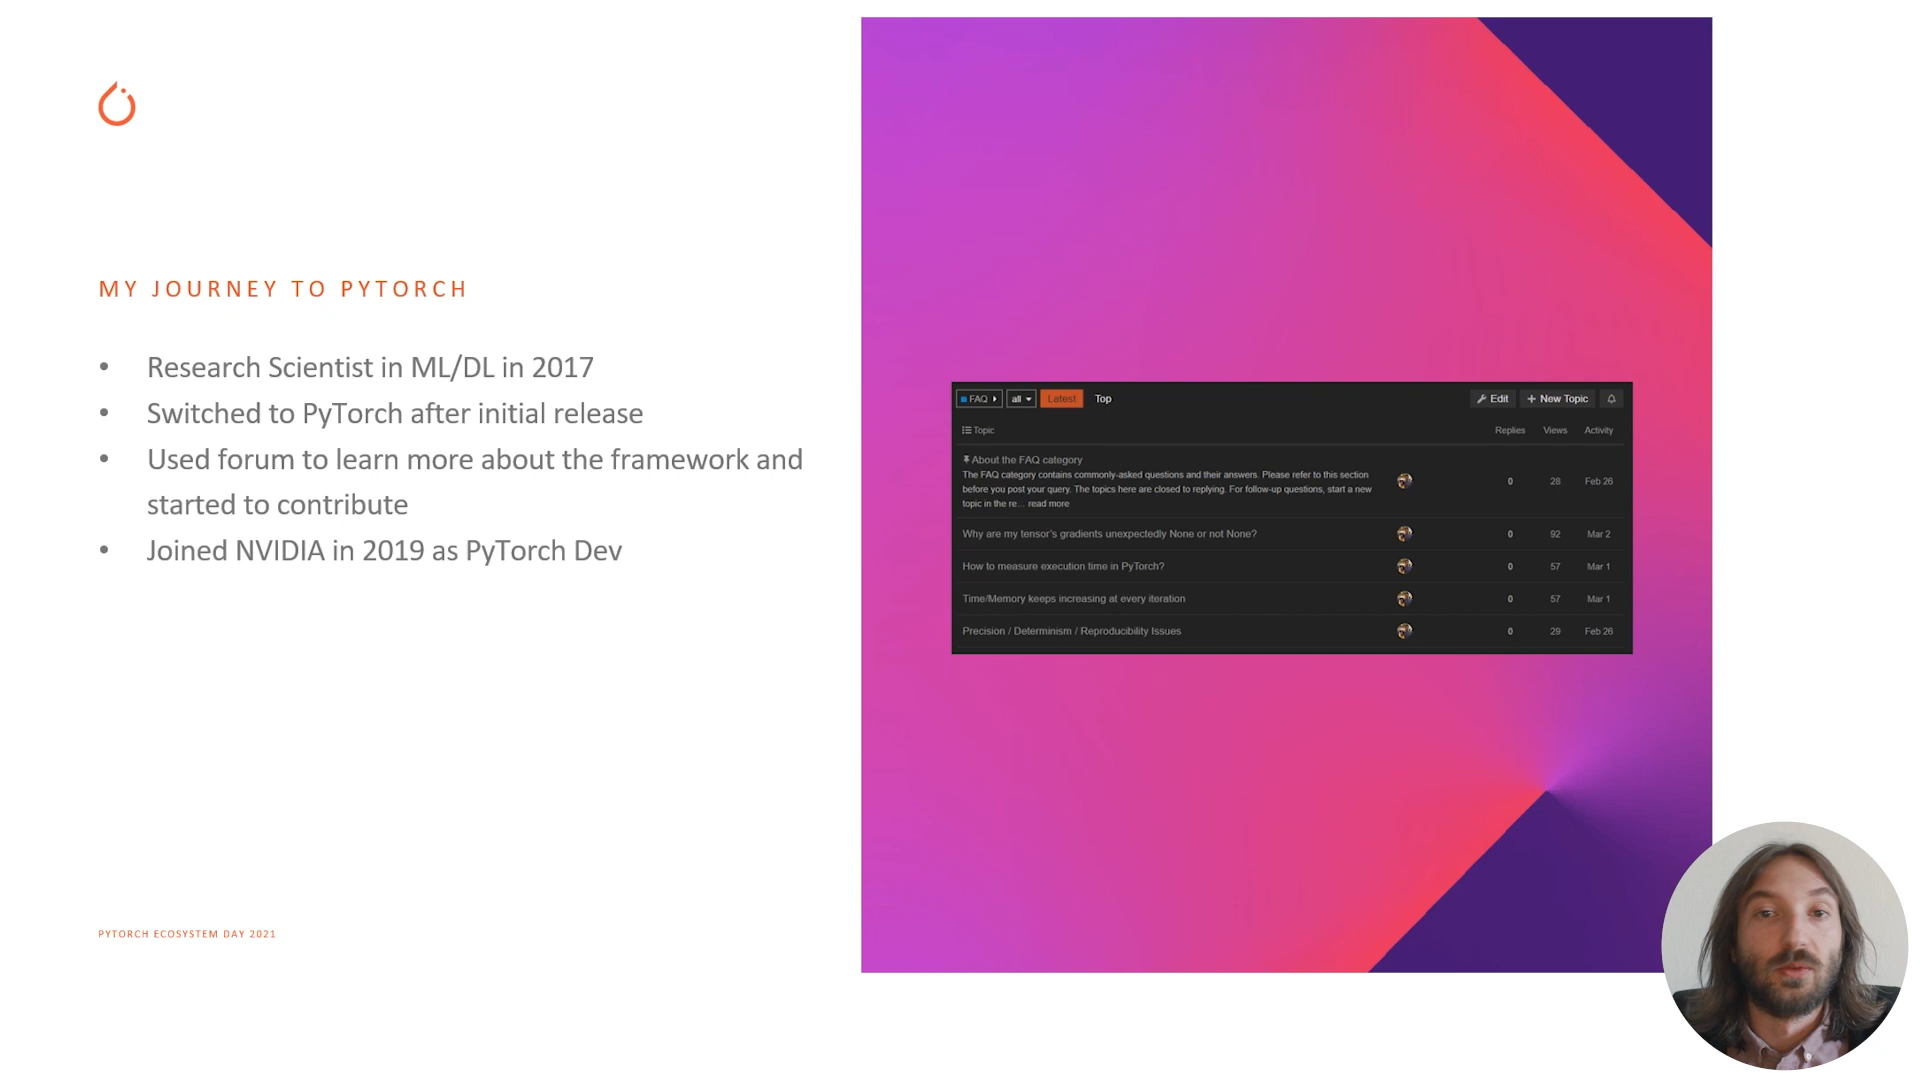 MY JOURNEY TO PYTORCH
• Research Scientist in ML/DL in 2017
• Switched to PyTorch after initial release
• Used forum to learn more about the framework and
started to contribute
• Joined NVIDIA in 2019 as PyTorch Dev
PYTORCH ECOSYSTEM DAY 2021
FAQ all Latest Top Edit + New Topic
Topic Replies Views Activity
About the FAQ category
The FAQ category contains commonly-asked questions and their answers. Please refer to this section
before you post your query. The topics here are closed to replying. For follow-up questions, start a new
topic in the re... read more
0 28 Feb 26
Why are my tensor's gradients unexpectedly None or not None? 0 92 Mar 2
How to measure execution time in PyTorch? 0 57 Mar 1
Time/Memory keeps increasing at every iteration 0 57 Mar 1
Precision / Determinism / Reproducibility Issues 0 29 Feb 26